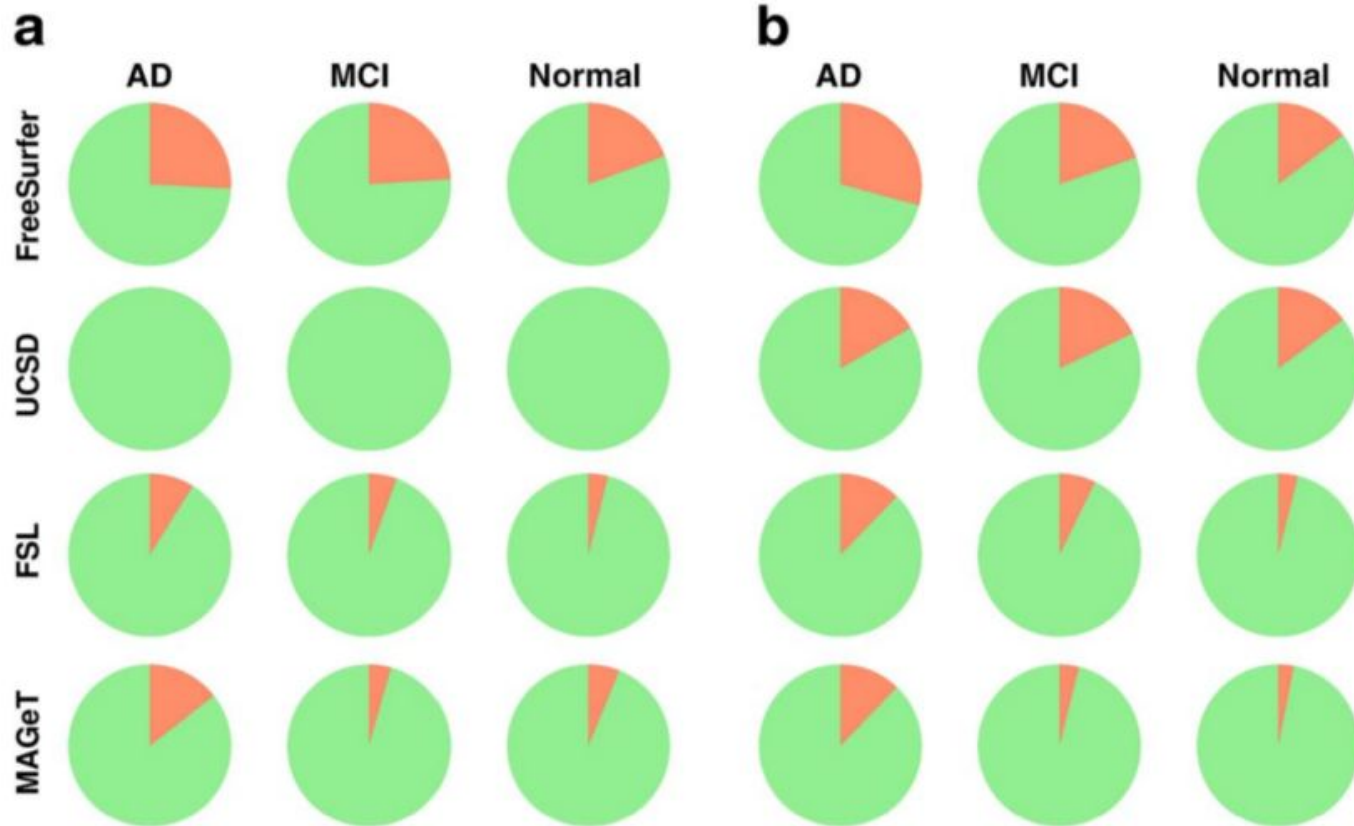 a b
AD MCI Normal AD MCI Normal
FreeSurfer
UCSD
FSL
MAGeT